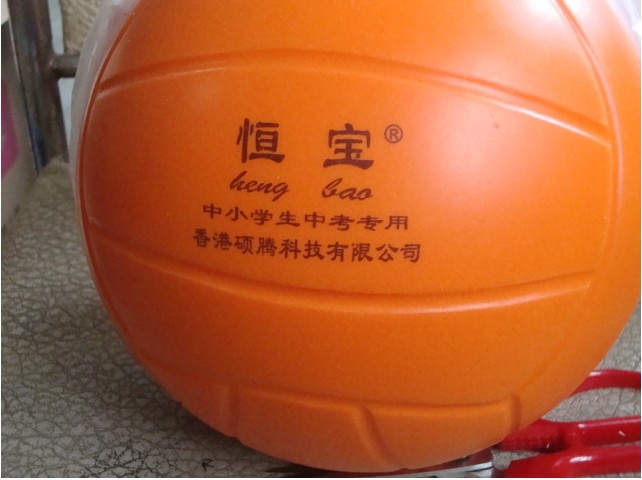 恒 宝®
heng bao
中小学生中考专用
香港硕腾科技有限公司